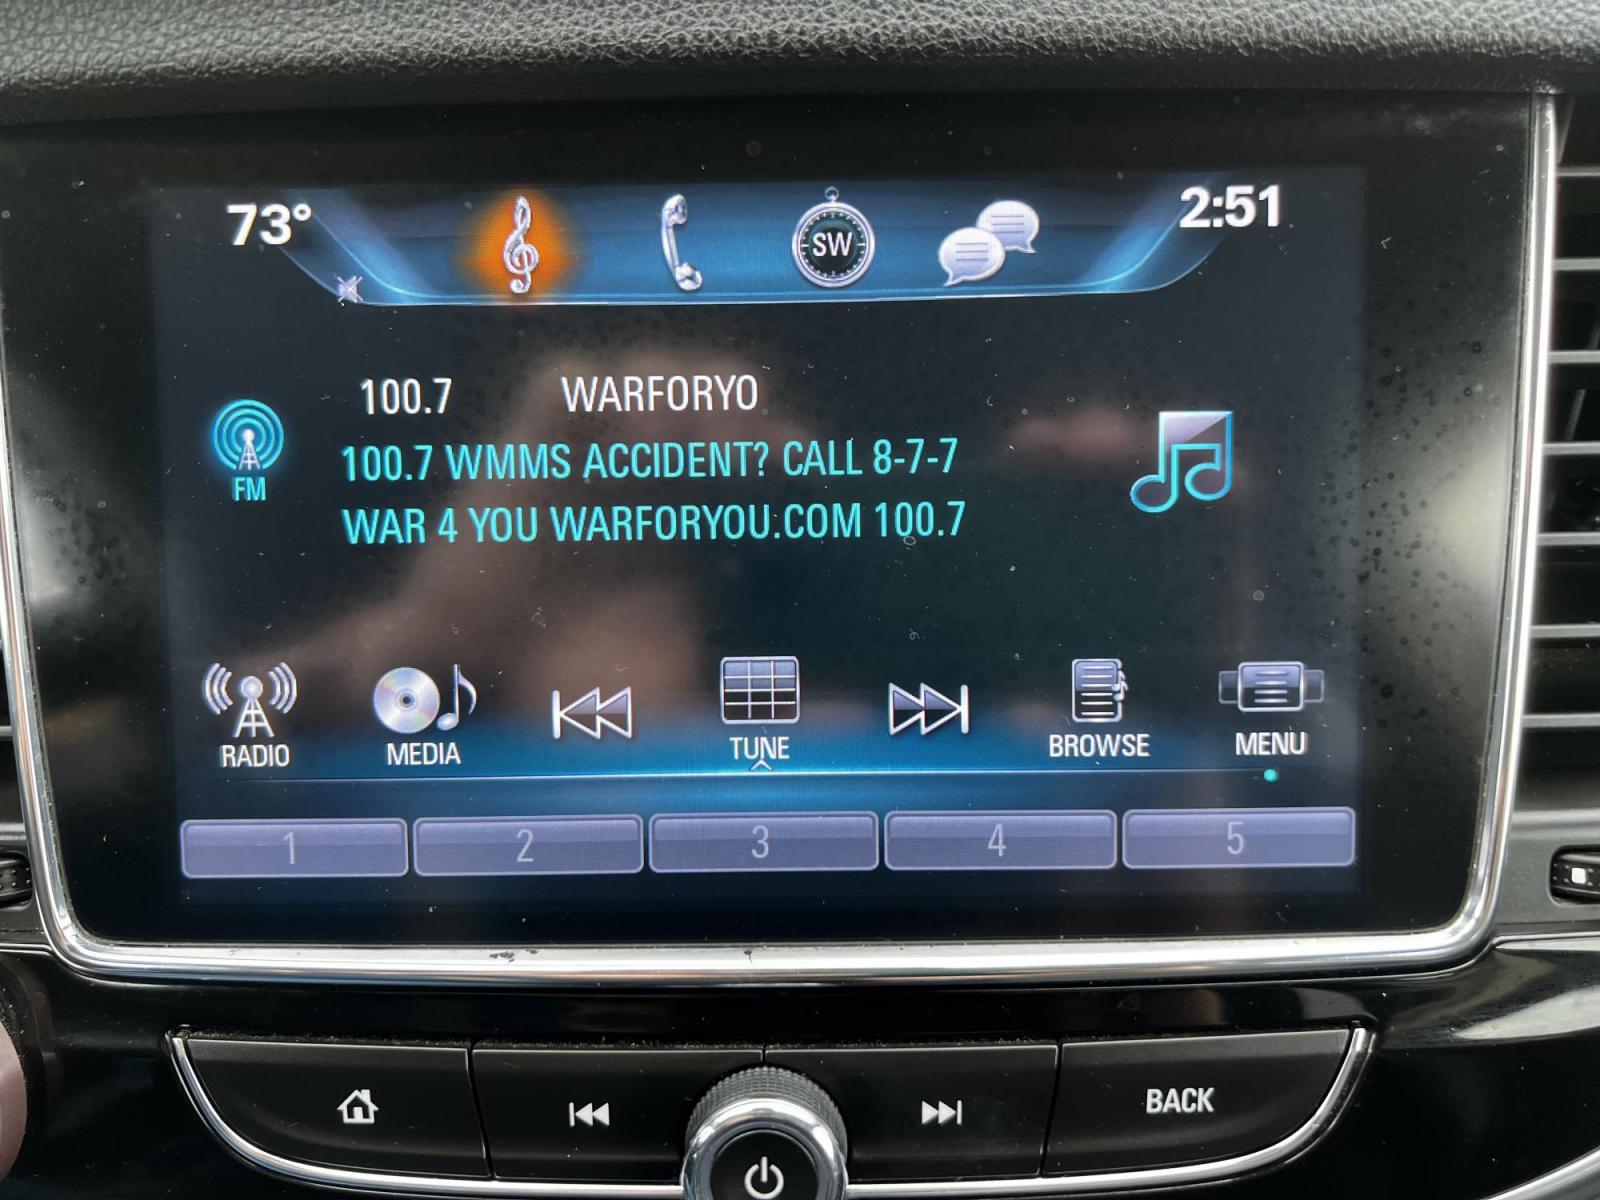 73°
SW
2:51
100.7 WARFORYO
FM
100.7 WMMS ACCIDENT? CALL 8-7-7
WAR 4 YOU WARFORYOU.COM 100.7
RADIO
MEDIA
TUNE
BROWSE
MENU
1 2 3 4 5
BACK